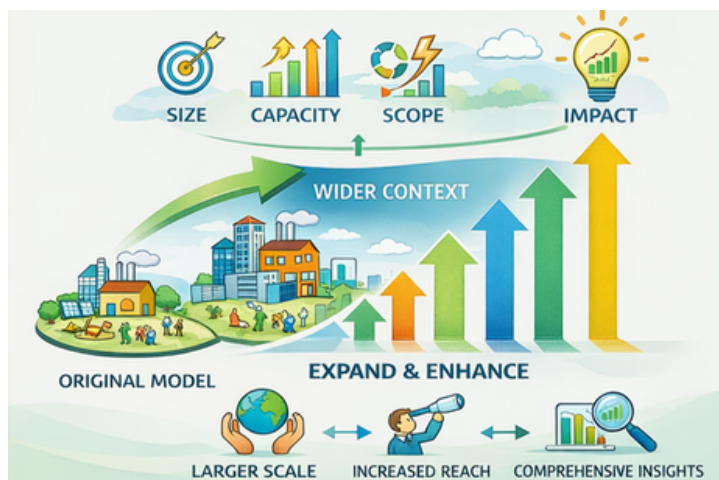 SIZE
CAPACITY
SCOPE
IMPACT
WIDER CONTEXT
ORIGINAL MODEL
EXPAND & ENHANCE
LARGER SCALE
INCREASED REACH
COMPREHENSIVE INSIGHTS